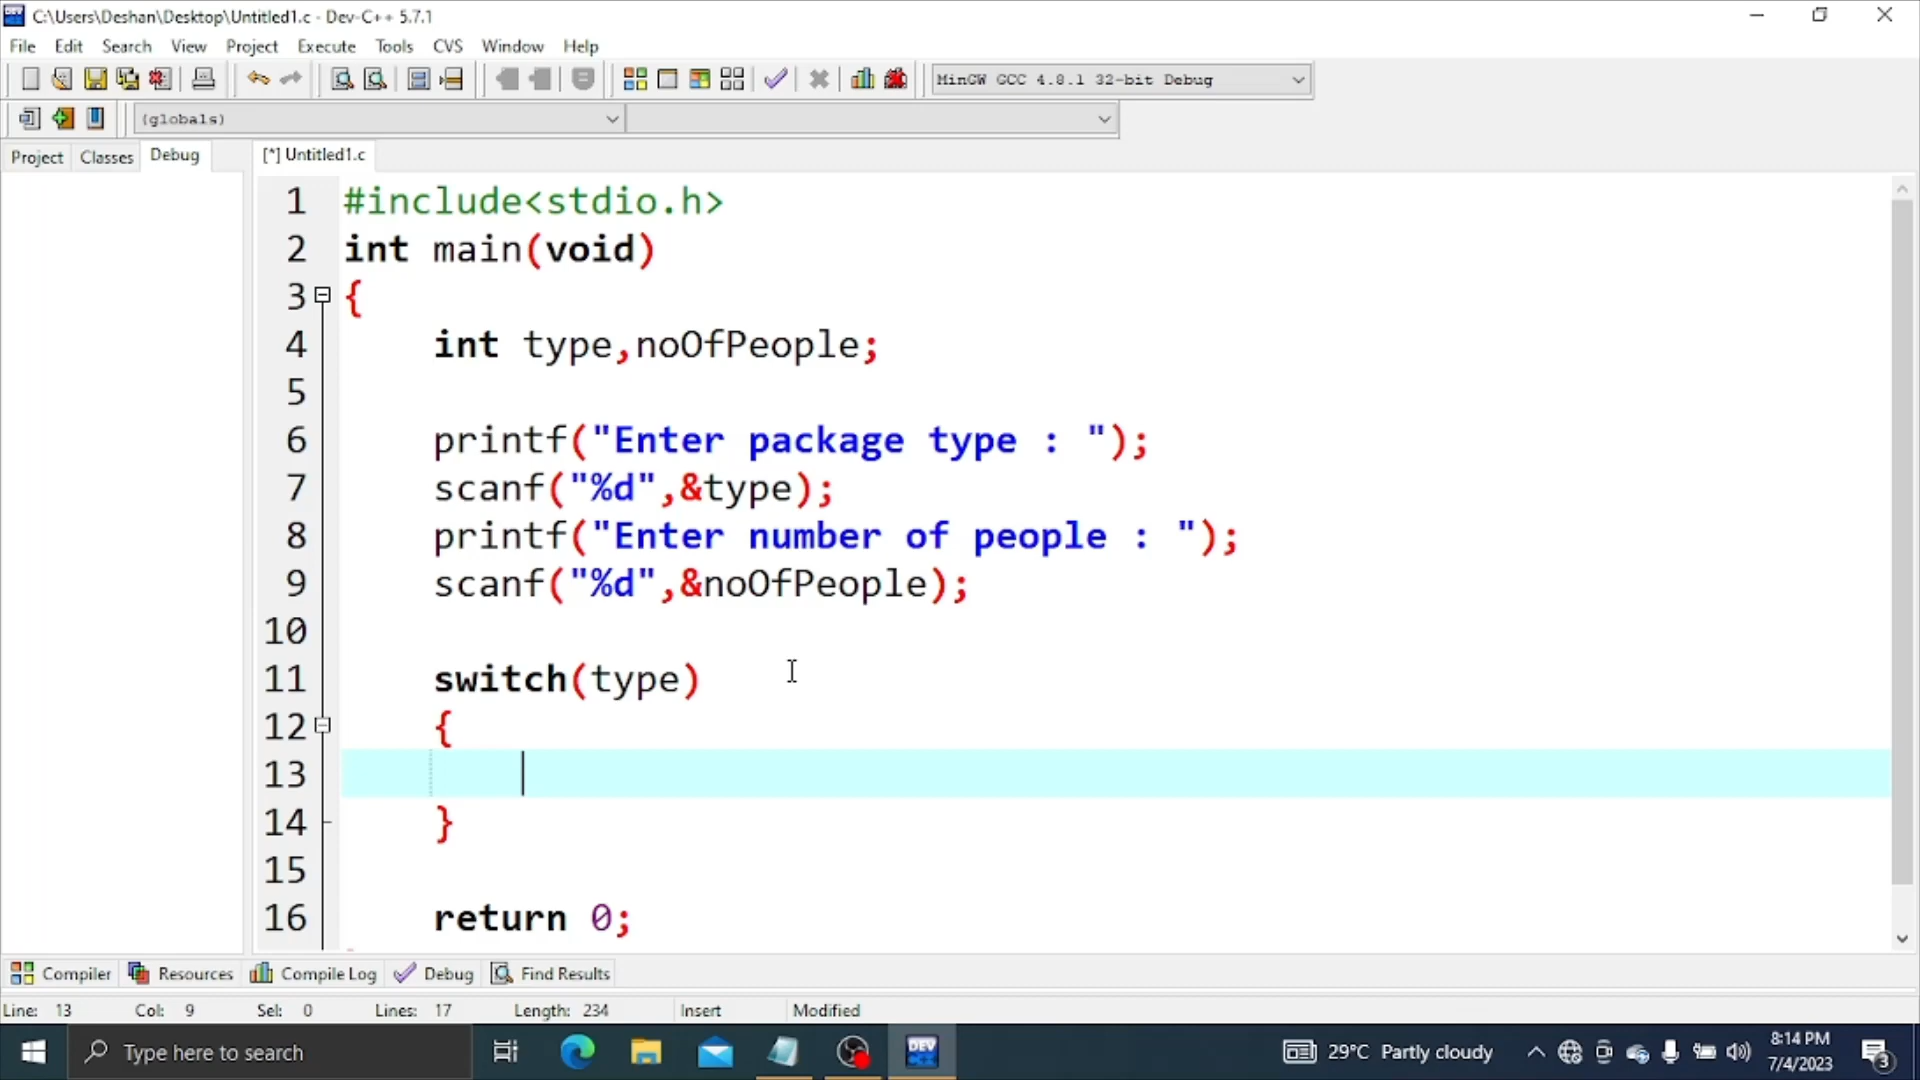 C:\Users\Deshan\Desktop\Untitled1.c - Dev-C++ 5.7.1
File Edit Search View Project Execute Tools CVS Window Help
MinGW GCC 4.8.1 32-bit Debug
(globals)
Project Classes Debug [*] Untitled1.c
1 #include<stdio.h>
2 int main(void)
3 {
4 int type,noOfPeople;
5
6 printf("Enter package type : ");
7 scanf("%d",&type);
8 printf("Enter number of people : ");
9 scanf("%d",&noOfPeople);
10
11 switch(type)
12 {
13
14 }
15
16 return 0;
Compiler Resources Compile Log Debug Find Results
Line: 13 Col: 9 Sel: 0 Lines: 17 Length: 234 Insert Modified
Type here to search DEV 29°C Partly cloudy 8:14 PM
7/4/2023 3